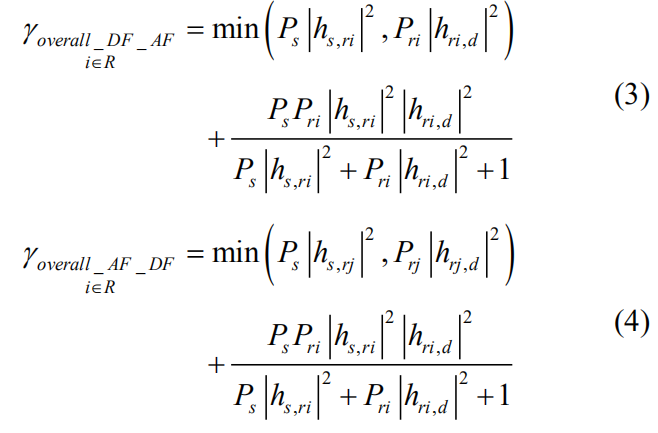 γ_{overall_DF_AF, i∈R} = min(P_s |h_{s,ri}|^2, P_{ri} |h_{ri,d}|^2)
+ \frac{P_s P_{ri} |h_{s,ri}|^2 |h_{ri,d}|^2}{P_s |h_{s,ri}|^2 + P_{ri} |h_{ri,d}|^2 + 1}
(3)
γ_{overall_AF_DF, i∈R} = min(P_s |h_{s,rj}|^2, P_{rj} |h_{rj,d}|^2)
+ \frac{P_s P_{ri} |h_{s,ri}|^2 |h_{ri,d}|^2}{P_s |h_{s,ri}|^2 + P_{ri} |h_{ri,d}|^2 + 1}
(4)